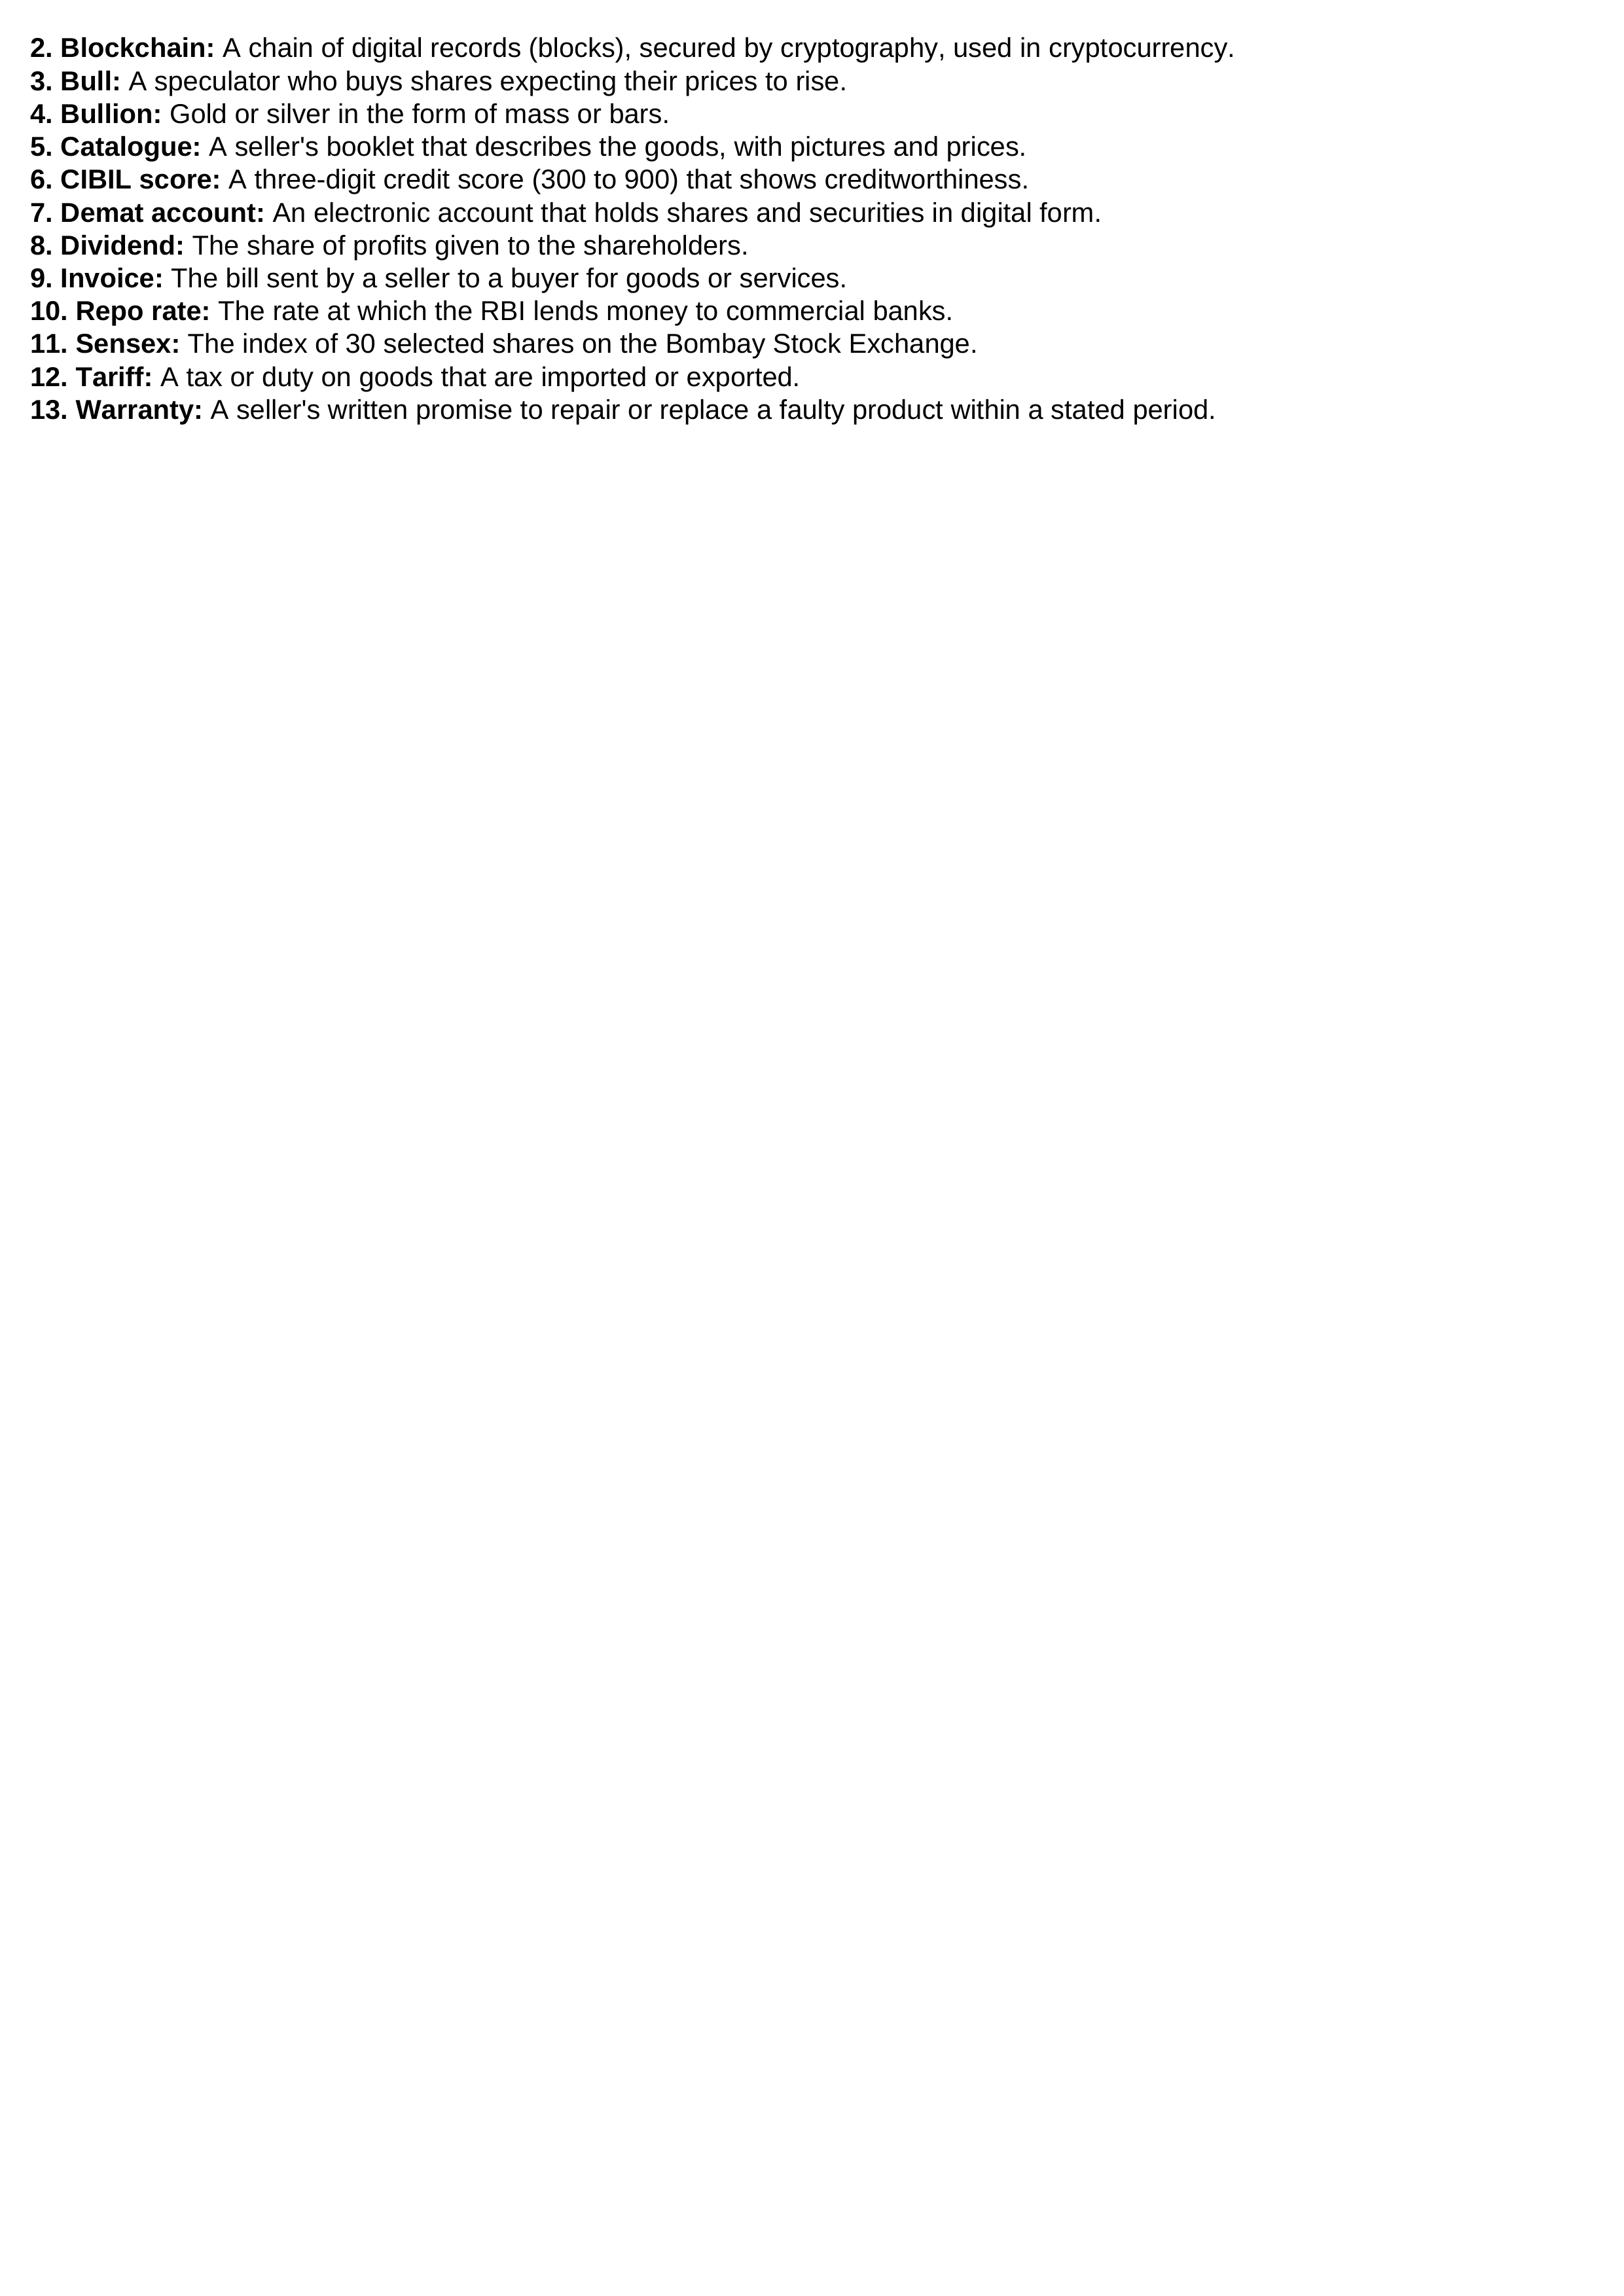 2. Blockchain: A chain of digital records (blocks), secured by cryptography, used in cryptocurrency.
3. Bull: A speculator who buys shares expecting their prices to rise.
4. Bullion: Gold or silver in the form of mass or bars.
5. Catalogue: A seller's booklet that describes the goods, with pictures and prices.
6. CIBIL score: A three-digit credit score (300 to 900) that shows creditworthiness.
7. Demat account: An electronic account that holds shares and securities in digital form.
8. Dividend: The share of profits given to the shareholders.
9. Invoice: The bill sent by a seller to a buyer for goods or services.
10. Repo rate: The rate at which the RBI lends money to commercial banks.
11. Sensex: The index of 30 selected shares on the Bombay Stock Exchange.
12. Tariff: A tax or duty on goods that are imported or exported.
13. Warranty: A seller's written promise to repair or replace a faulty product within a stated period.